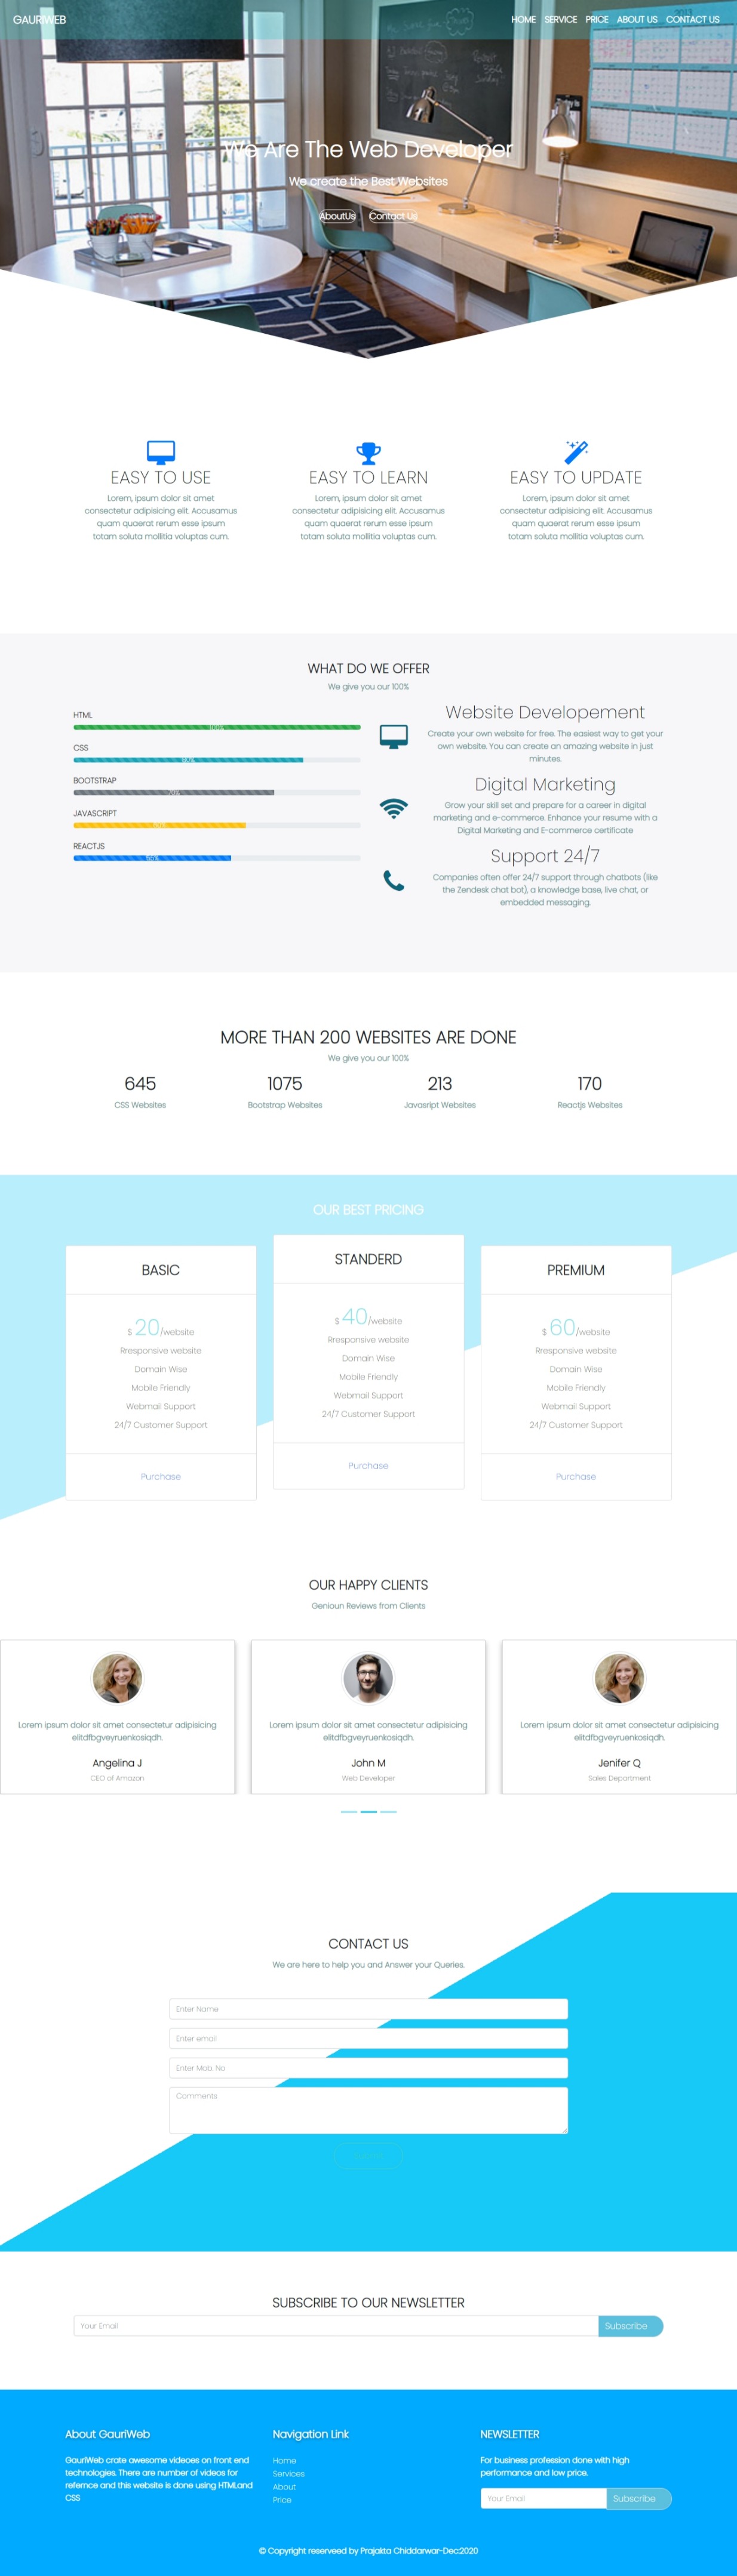 GAURIWEB
HOME SERVICE PRICE ABOUT US CONTACT US
We Are The Web Developer
We create the Best Websites
AboutUs Contact Us
EASY TO USE
Lorem, ipsum dolor sit amet
consectetur adipisicing elit. Accusamus
quam quaerat rerum esse ipsum
totam soluta mollitia voluptas cum.
EASY TO LEARN
Lorem, ipsum dolor sit amet
consectetur adipisicing elit. Accusamus
quam quaerat rerum esse ipsum
totam soluta mollitia voluptas cum.
EASY TO UPDATE
Lorem, ipsum dolor sit amet
consectetur adipisicing elit. Accusamus
quam quaerat rerum esse ipsum
totam soluta mollitia voluptas cum.
WHAT DO WE OFFER
We give you our 100%
HTML
CSS
BOOTSTRAP
JAVASCRIPT
REACTJS
Website Developement
Create your own website for free. The easiest way to get your
own website. You can create an amazing website in just
minutes.
Digital Marketing
Grow your skill set and prepare for a career in digital
marketing and e-commerce. Enhance your resume with a
Digital Marketing and E-commerce certificate
Support 24/7
Companies often offer 24/7 support through chatbots (like
the Zendesk chat bot), a knowledge base, live chat, or
embedded messaging.
MORE THAN 200 WEBSITES ARE DONE
We give you our 100%
645
CSS Websites
1075
Bootstrap Websites
213
Javasript Websites
170
Reactjs Websites
OUR BEST PRICING
BASIC
$ 20/website
Rresponsive website
Domain Wise
Mobile Friendly
Webmail Support
24/7 Customer Support
Purchase
STANDERD
$ 40/website
Rresponsive website
Domain Wise
Mobile Friendly
Webmail Support
24/7 Customer Support
Purchase
PREMIUM
$ 60/website
Rresponsive website
Domain Wise
Mobile Friendly
Webmail Support
24/7 Customer Support
Purchase
OUR HAPPY CLIENTS
Genioun Reviews from Clients
Lorem ipsum dolor sit amet consectetur adipisicing
elitdfbgveyruenkosiqdh.
Angelina J
CEO of Amazon
Lorem ipsum dolor sit amet consectetur adipisicing
elitdfbgveyruenkosiqdh.
John M
Web Developer
Lorem ipsum dolor sit amet consectetur adipisicing
elitdfbgveyruenkosiqdh.
Jenifer Q
Sales Department
CONTACT US
We are here to help you and Answer your Queries.
Enter Name
Enter email
Enter Mob. No
Comments
SUBSCRIBE TO OUR NEWSLETTER
Your Email
Subscribe
About GauriWeb
GauriWeb crate awesome videoes on front end
technologies. There are number of videos for
refernce and this website is done using HTMLand
CSS
Navigation Link
Home
Services
About
Price
NEWSLETTER
For business profession done with high
performance and low price.
Your Email
Subscribe
© Copyright reserveed by Prajakta Chiddarwar-Dec:2020